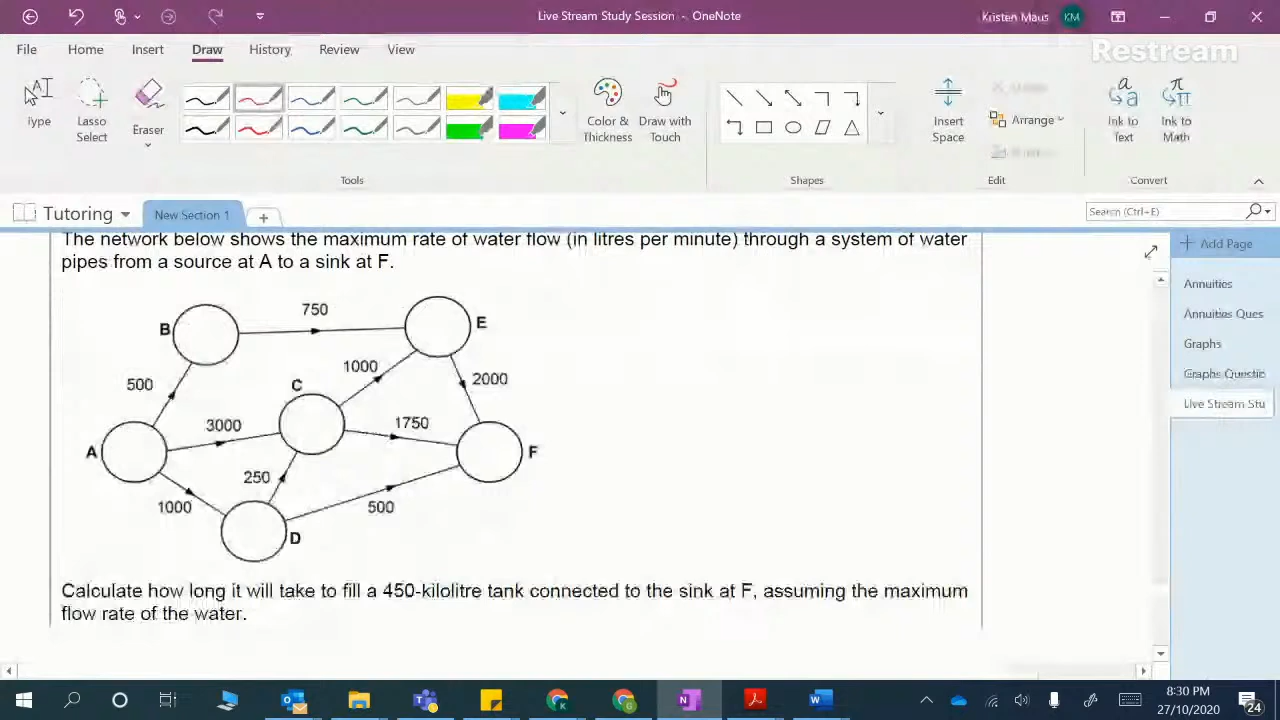 Live Stream Study Session - OneNote
Kristen Maus
KM
Restream
File
Home
Insert
Draw
History
Review
View
Type
Lasso
Select
Eraser
Color &
Thickness
Draw with
Touch
Insert
Space
Arrange
Ink to
Text
Ink to
Math
Tools
Shapes
Edit
Convert
Tutoring
New Section 1
Search (Ctrl+E)
The network below shows the maximum rate of water flow (in litres per minute) through a system of water
pipes from a source at A to a sink at F.
Add Page
Annuities
Annuities Ques
Graphs
Graphs Questio
Live Stream Stu
B
750
E
500
C
1000
2000
A
3000
1750
F
250
1000
500
D
Calculate how long it will take to fill a 450-kilolitre tank connected to the sink at F, assuming the maximum
flow rate of the water.
8:30 PM
27/10/2020
24